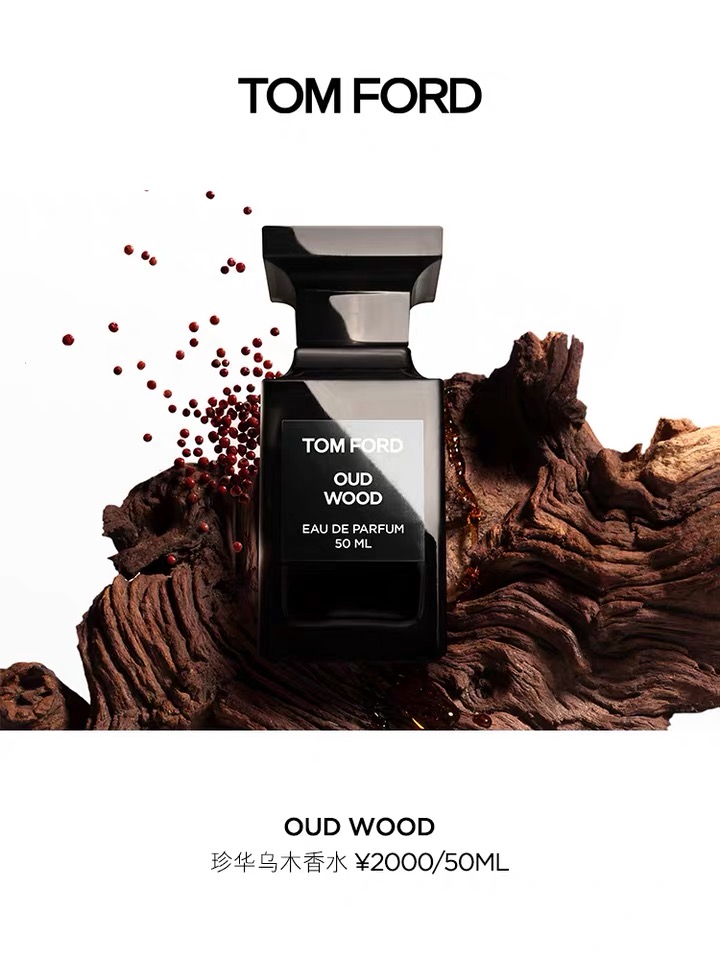 TOM FORD
TOM FORD
OUD
WOOD
EAU DE PARFUM
50 ML
OUD WOOD
珍华乌木香水 ¥2000/50ML